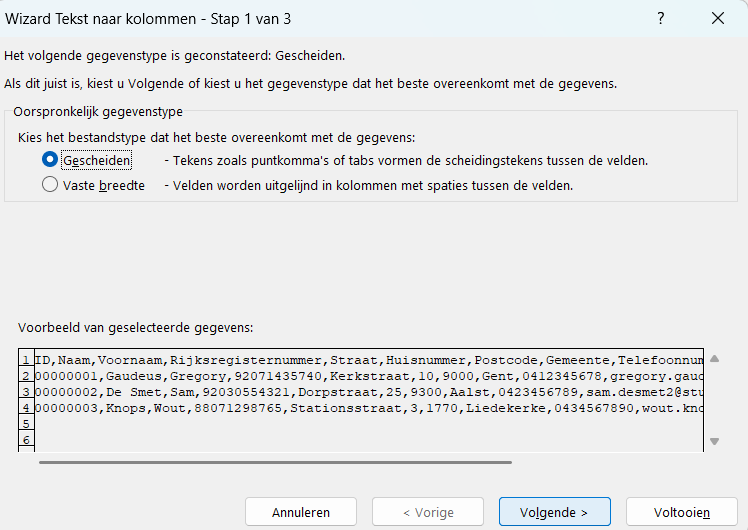 Wizard Tekst naar kolommen - Stap 1 van 3
?
Het volgende gegevenstype is geconstateerd: Gescheiden.
Als dit juist is, kiest u Volgende of kiest u het gegevenstype dat het beste overeenkomt met de gegevens.
Oorspronkelijk gegevenstype
Kies het bestandstype dat het beste overeenkomt met de gegevens:
Gescheiden - Tekens zoals puntkomma's of tabs vormen de scheidingstekens tussen de velden.
Vaste breedte - Velden worden uitgelijnd in kolommen met spaties tussen de velden.
Voorbeeld van geselecteerde gegevens:
1 ID,Naam,Voornaam,Rijksregisternummer,Straat,Huisnummer,Postcode,Gemeente,Telefoonnum
2 00000001,Gaudeus,Gregory,92071435740,Kerkstraat,10,9000,Gent,0412345678,gregory.gaud
3 00000002,De Smet,Sam,92030554321,Dorpstraat,25,9300,Aalst,0423456789,sam.desmet2@stu
4 00000003,Knops,Wout,88071298765,Stationsstraat,3,1770,Liedekerke,0434567890,wout.kno
5
6
Annuleren < Vorige Volgende > Voltooien